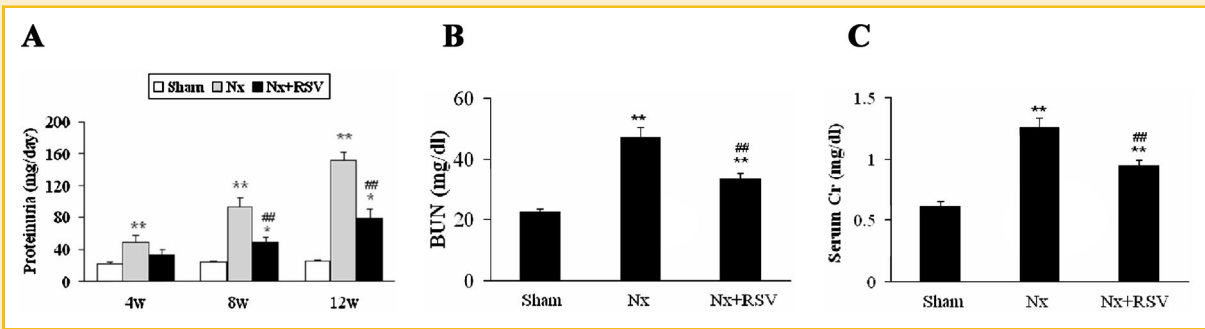 A
Sham Nx Nx+RSV
Proteinuria (mg/day)
200
160
120
80
40
0
**
**
##
*
**
##
*
4w 8w 12w
B
BUN (mg/dl)
60
40
20
0
**
##
**
Sham Nx Nx+RSV
C
Serum Cr (mg/dl)
1.5
1
0.5
0
**
##
**
Sham Nx Nx+RSV